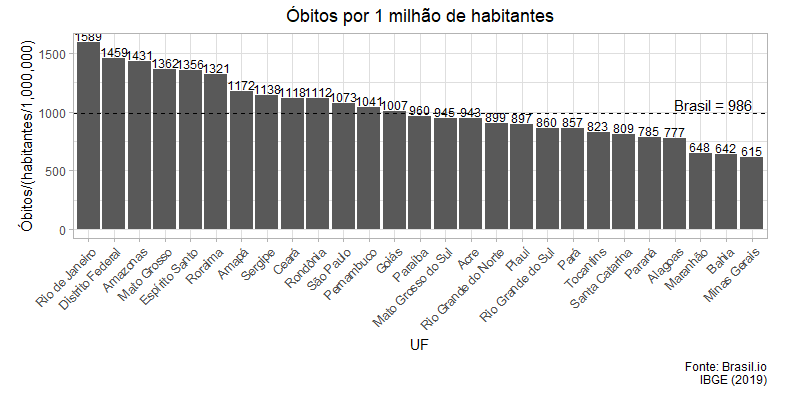 Óbitos por 1 milhão de habitantes
Óbitos/(habitantes/1,000,000)
1500
1000
500
0
1589
1459
1431
1362
1356
1321
1172
1138
1118
1112
1073
1041
1007
960
945
943
899
897
860
857
823
809
785
777
648
642
615
Brasil = 986
Rio de Janeiro
Distrito Federal
Amazonas
Mato Grosso
Espírito Santo
Roraima
Amapá
Sergipe
Ceará
Rondônia
São Paulo
Pernambuco
Goiás
Paraíba
Mato Grosso do Sul
Acre
Rio Grande do Norte
Piauí
Rio Grande do Sul
Pará
Tocantins
Santa Catarina
Paraná
Alagoas
Maranhão
Bahia
Minas Gerais
UF
Fonte: Brasil.io
IBGE (2019)